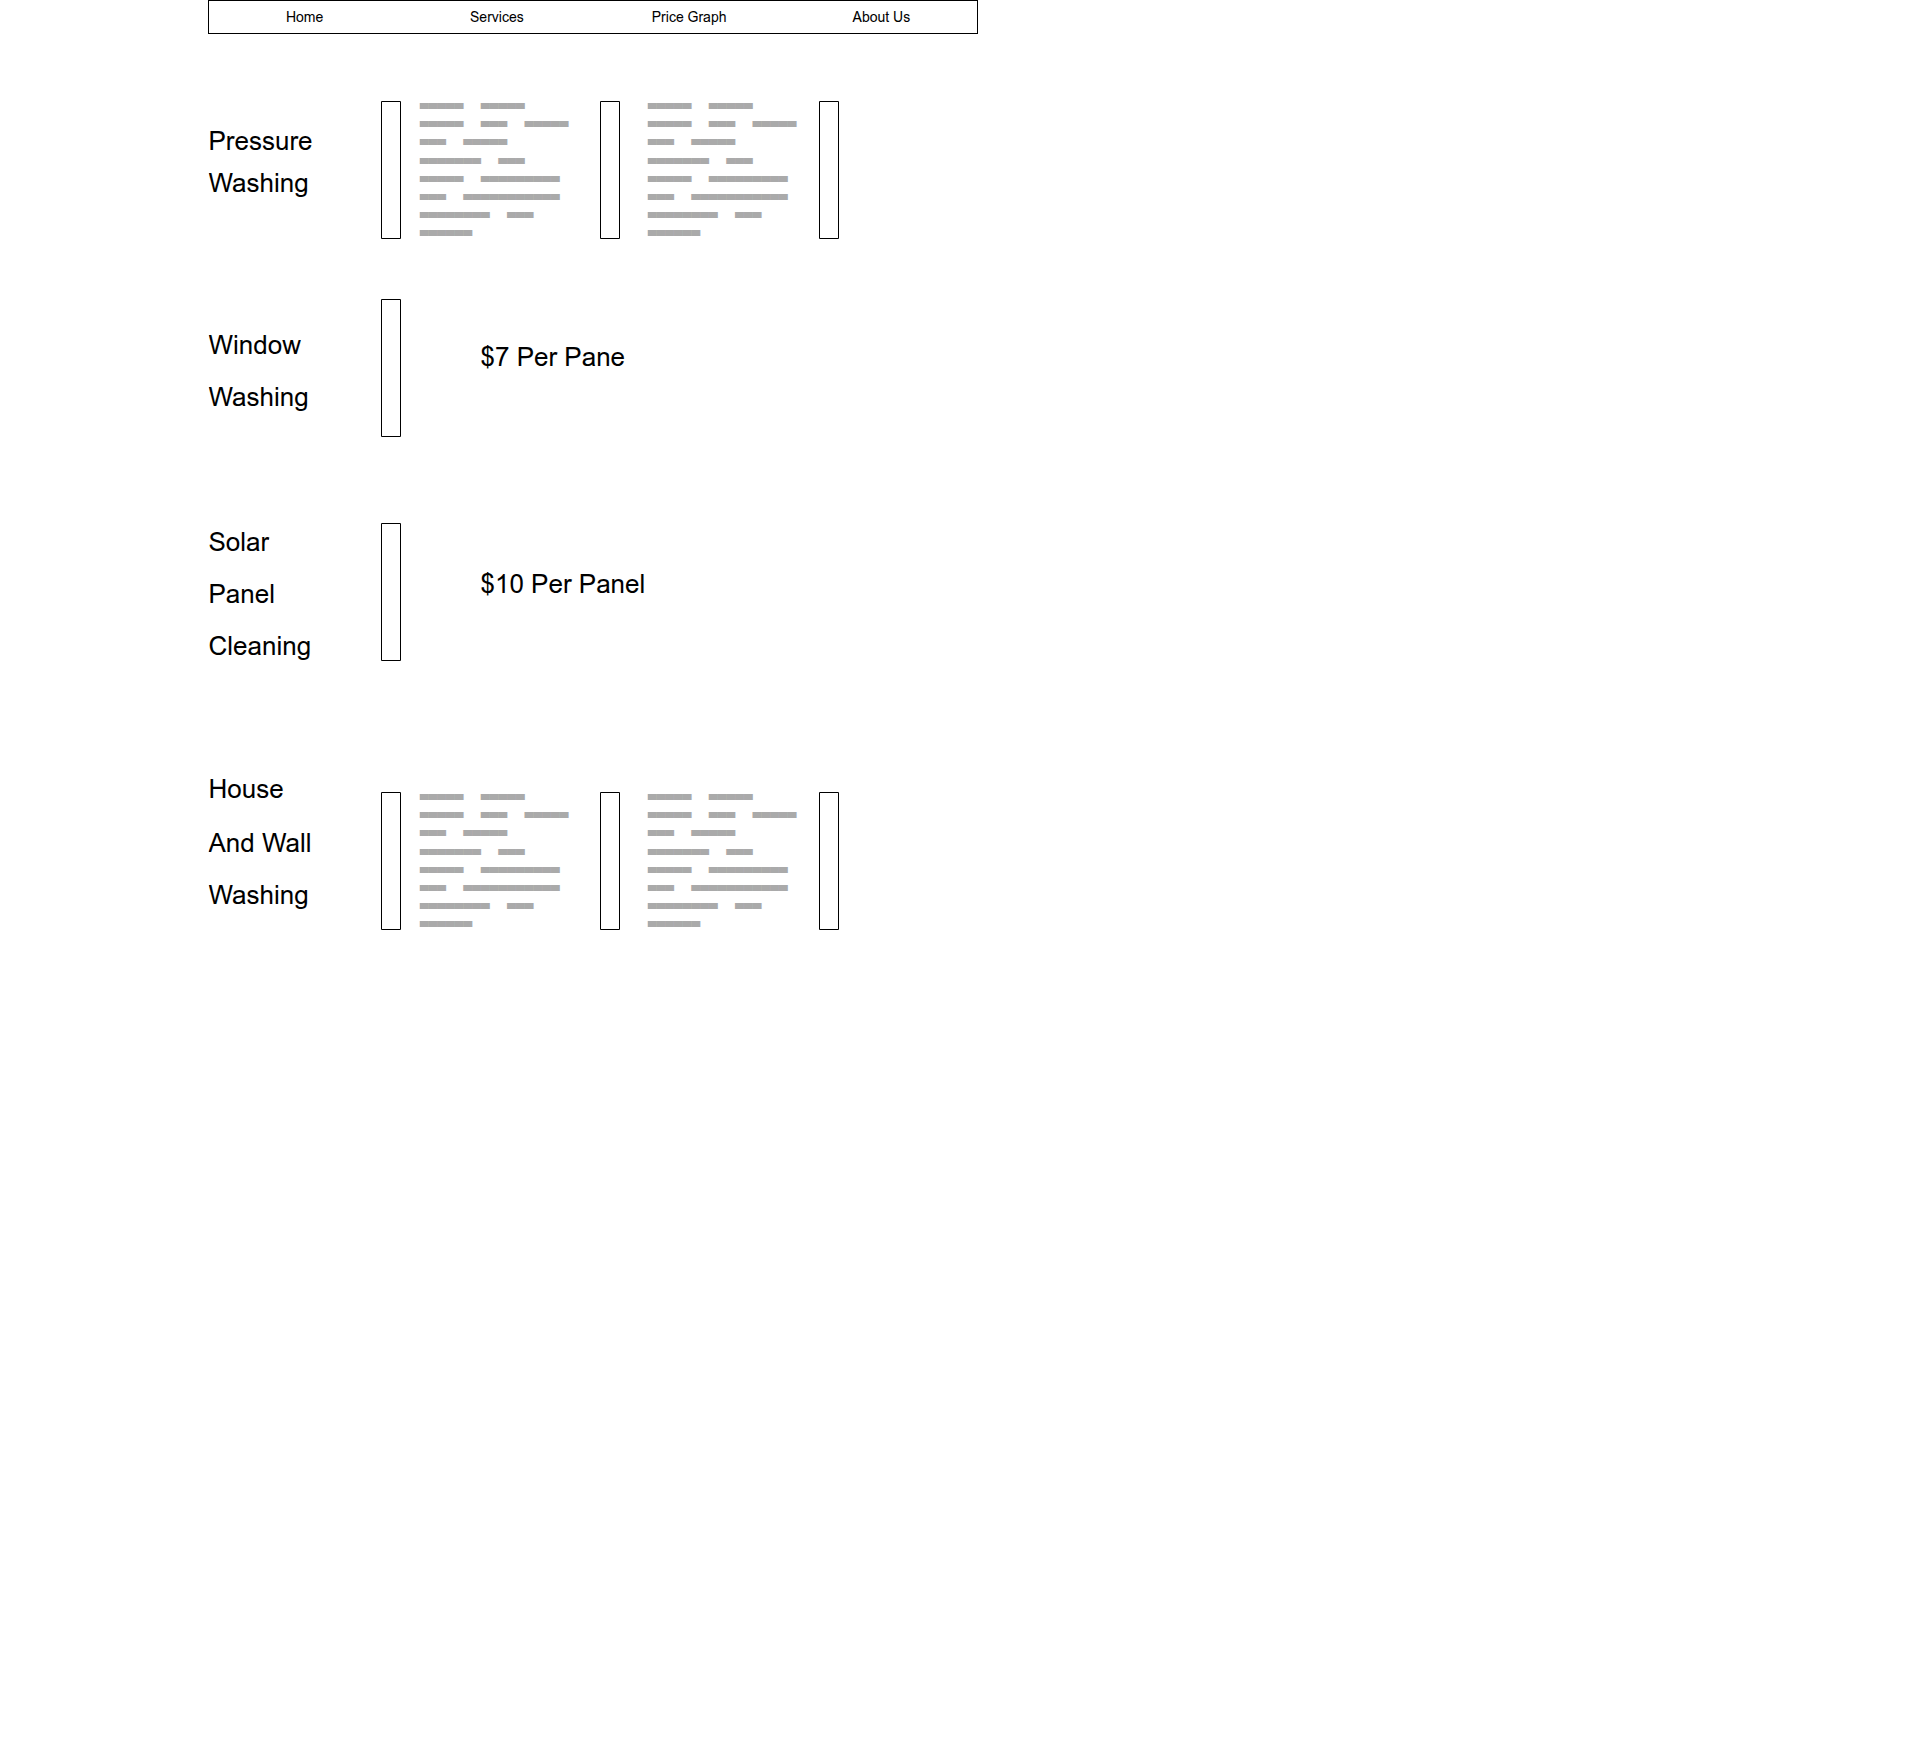 Home Services Price Graph About Us
Pressure
Washing
Window
Washing
$7 Per Pane
Solar
Panel
Cleaning
$10 Per Panel
House
And Wall
Washing